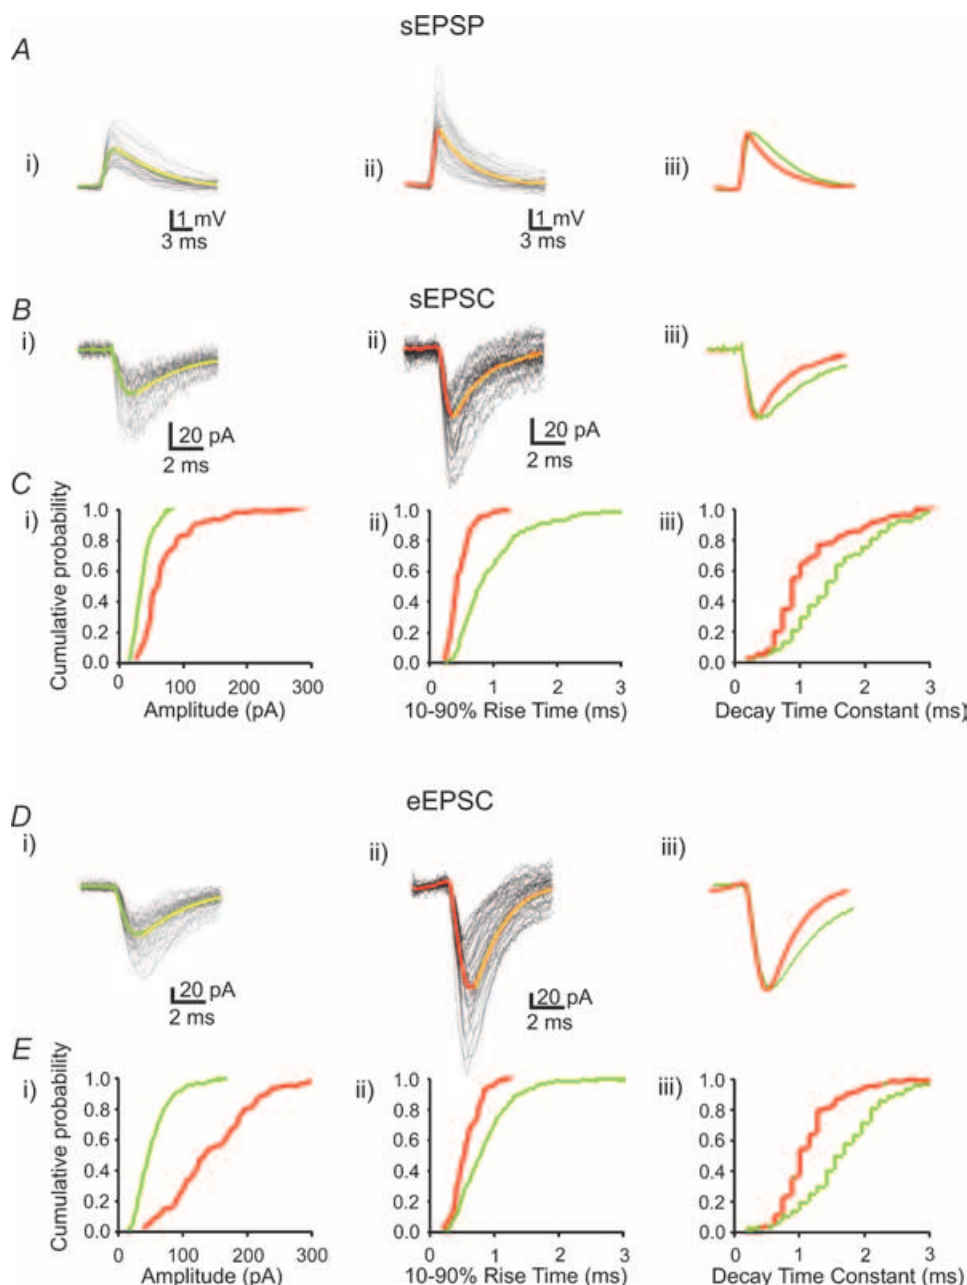 A
sEPSP
i)
ii)
iii)
1 mV
3 ms
1 mV
3 ms
B
sEPSC
i)
ii)
iii)
20 pA
2 ms
20 pA
2 ms
C
i)
ii)
iii)
Cumulative probability
1.0
0.8
0.6
0.4
0.2
0.0
0 100 200 300
Amplitude (pA)
1.0
0.8
0.6
0.4
0.2
0.0
0 1 2 3
10-90% Rise Time (ms)
1.0
0.8
0.6
0.4
0.2
0.0
0 1 2 3
Decay Time Constant (ms)
D
eEPSC
i)
ii)
iii)
20 pA
2 ms
20 pA
2 ms
E
i)
ii)
iii)
Cumulative probability
1.0
0.8
0.6
0.4
0.2
0.0
0 100 200 300
Amplitude (pA)
1.0
0.8
0.6
0.4
0.2
0.0
0 1 2 3
10-90% Rise Time (ms)
1.0
0.8
0.6
0.4
0.2
0.0
0 1 2 3
Decay Time Constant (ms)